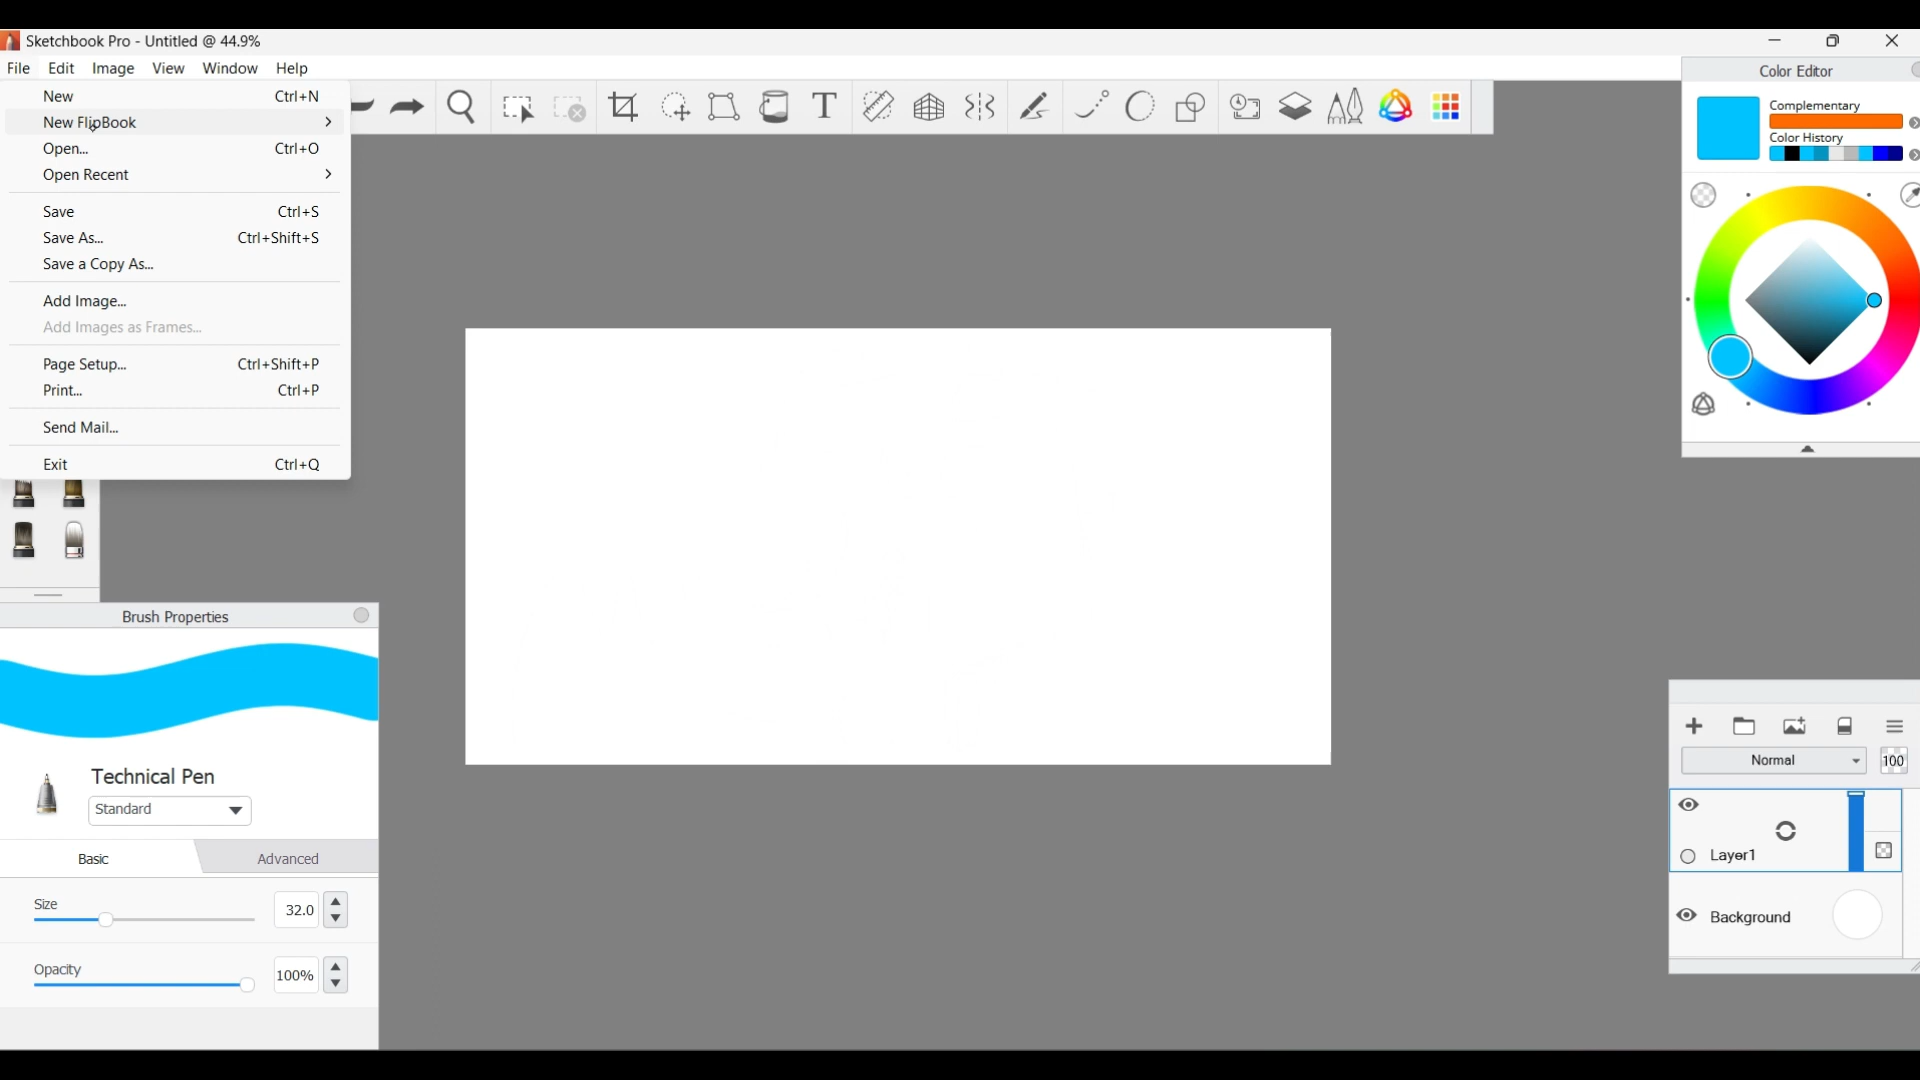 Sketchbook Pro - Untitled @ 44.9%
File Edit Image View Window Help
New Ctrl+N
New FlipBook
Open... Ctrl+O
Open Recent
Save Ctrl+S
Save As... Ctrl+Shift+S
Save a Copy As...
Add Image...
Add Images as Frames...
Page Setup... Ctrl+Shift+P
Print... Ctrl+P
Send Mail...
Exit Ctrl+Q
T
Color Editor
Complementary
Color History
Brush Properties
Technical Pen
Standard
Basic Advanced
Size 32.0
Opacity 100%
Normal 100
Layer1
Background